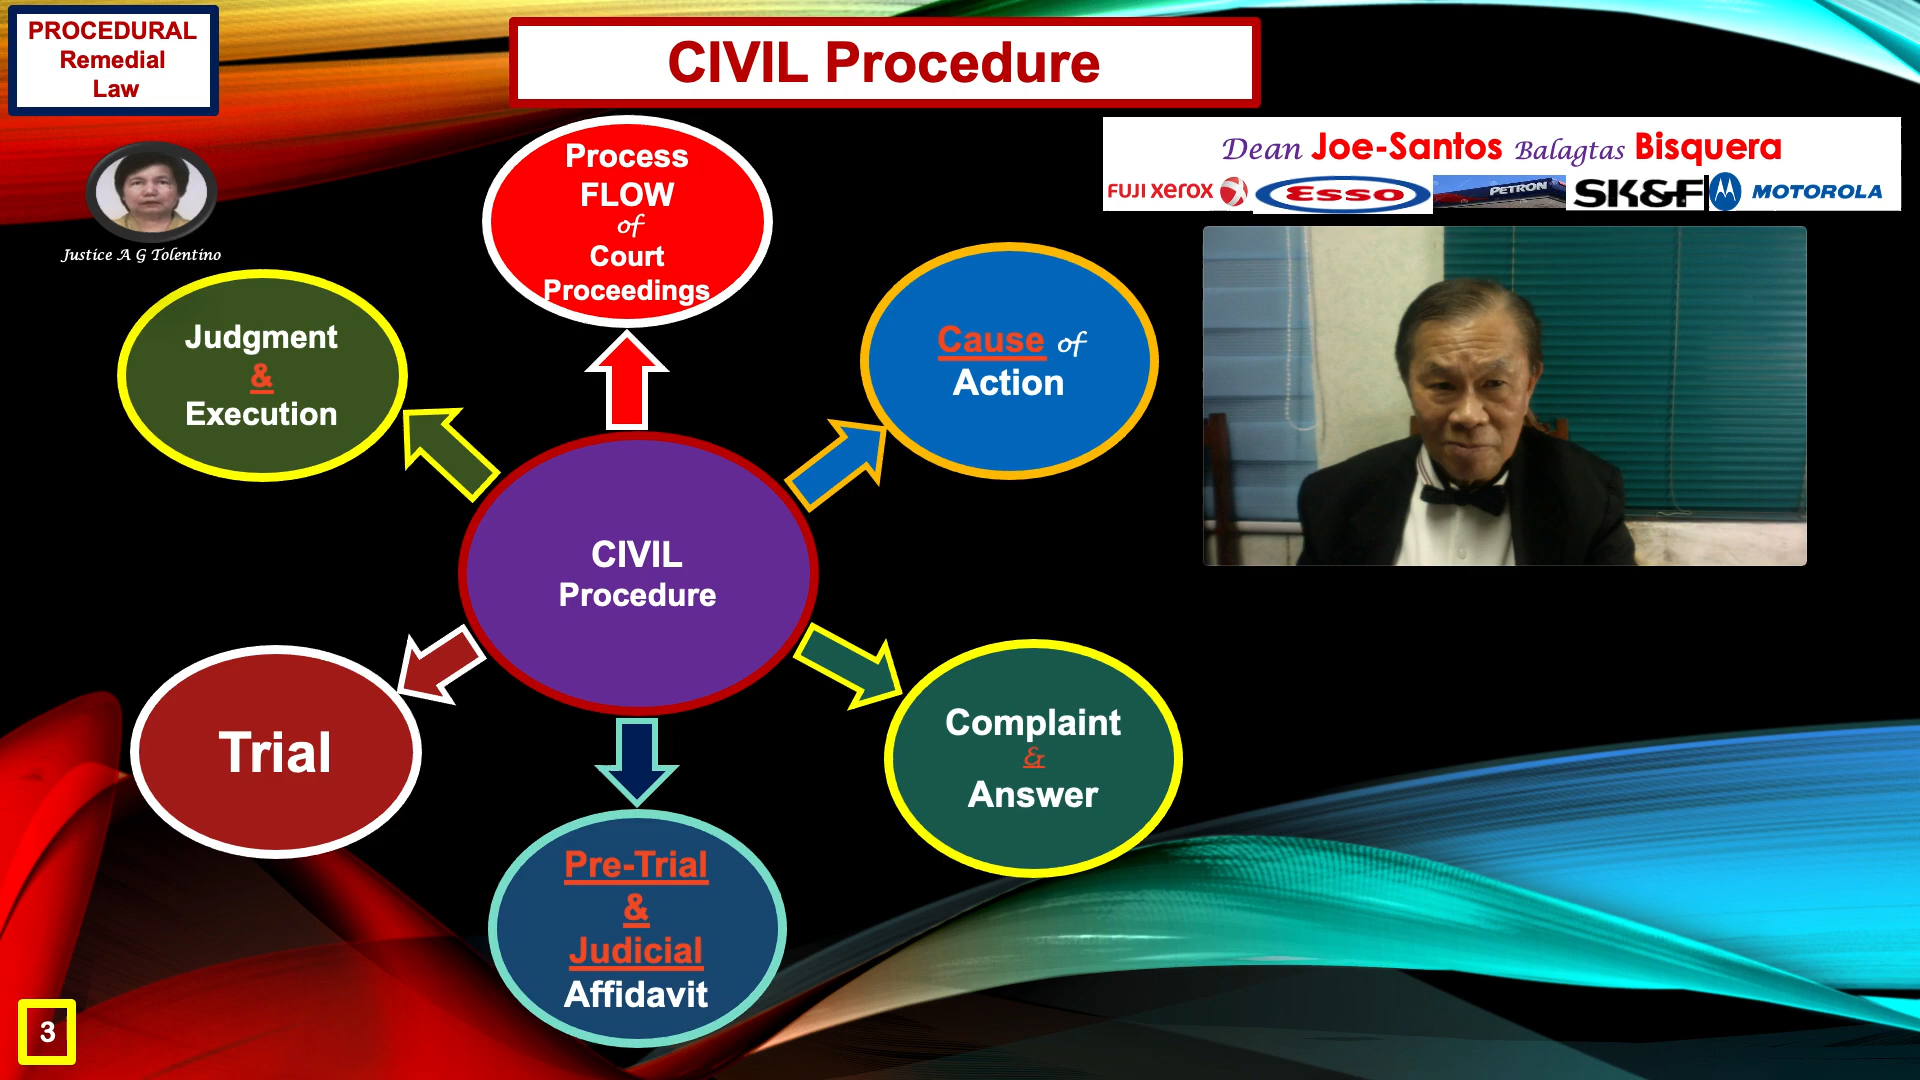 PROCEDURAL
Remedial
Law
CIVIL Procedure
Dean Joe-Santos Balagtas Bisquera
FUJI xerox Esso PETRON SK&F MOTOROLA
Justice A G Tolentino
Process
FLOW
of
Court
Proceedings
Cause of
Action
Judgment
&
Execution
CIVIL
Procedure
Complaint
&
Answer
Trial
Pre-Trial
&
Judicial
Affidavit
3